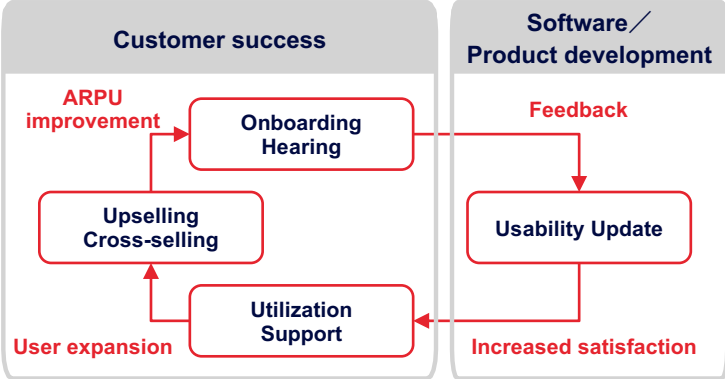 Customer success
Software／
Product development
ARPU
improvement
Onboarding
Hearing
Feedback
Upselling
Cross-selling
Usability Update
Utilization
Support
User expansion
Increased satisfaction